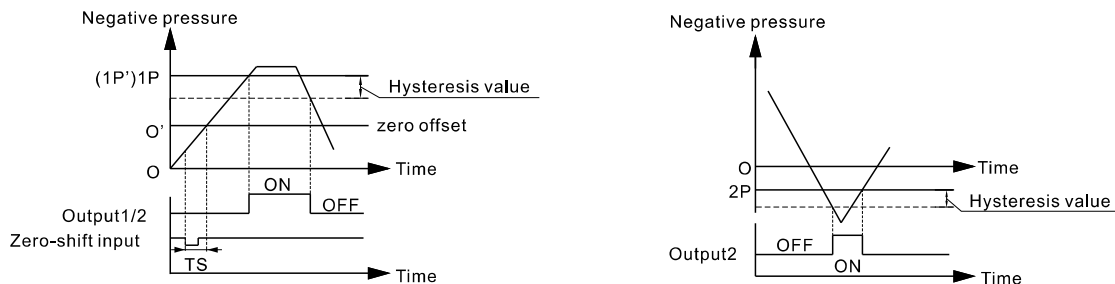 Negative pressure
(1P')1P
Hysteresis value
O'
zero offset
O
Time
ON
Output1/2
OFF
Zero-shift input
TS
Time
Negative pressure
O
Time
2P
Hysteresis value
Output2
OFF
ON
Time